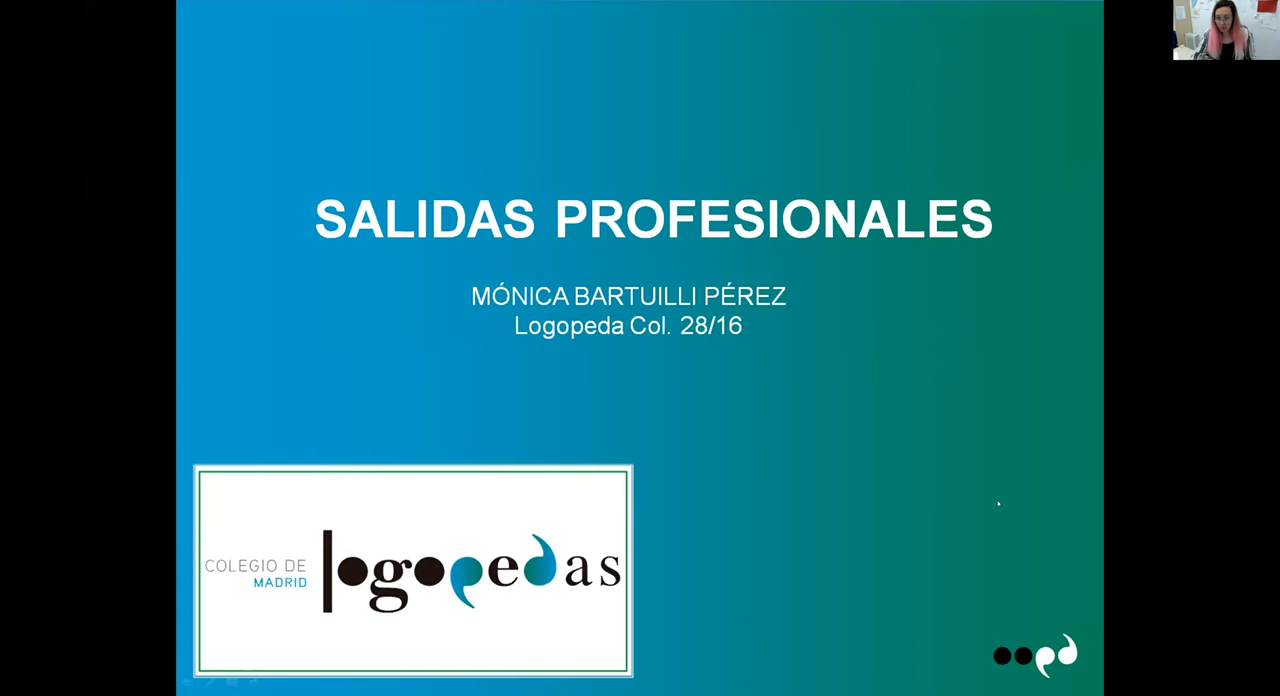 SALIDAS PROFESIONALES
MÓNICA BARTUILLI PÉREZ
Logopeda Col. 28/16
COLEGIO DE
MADRID
logopedas